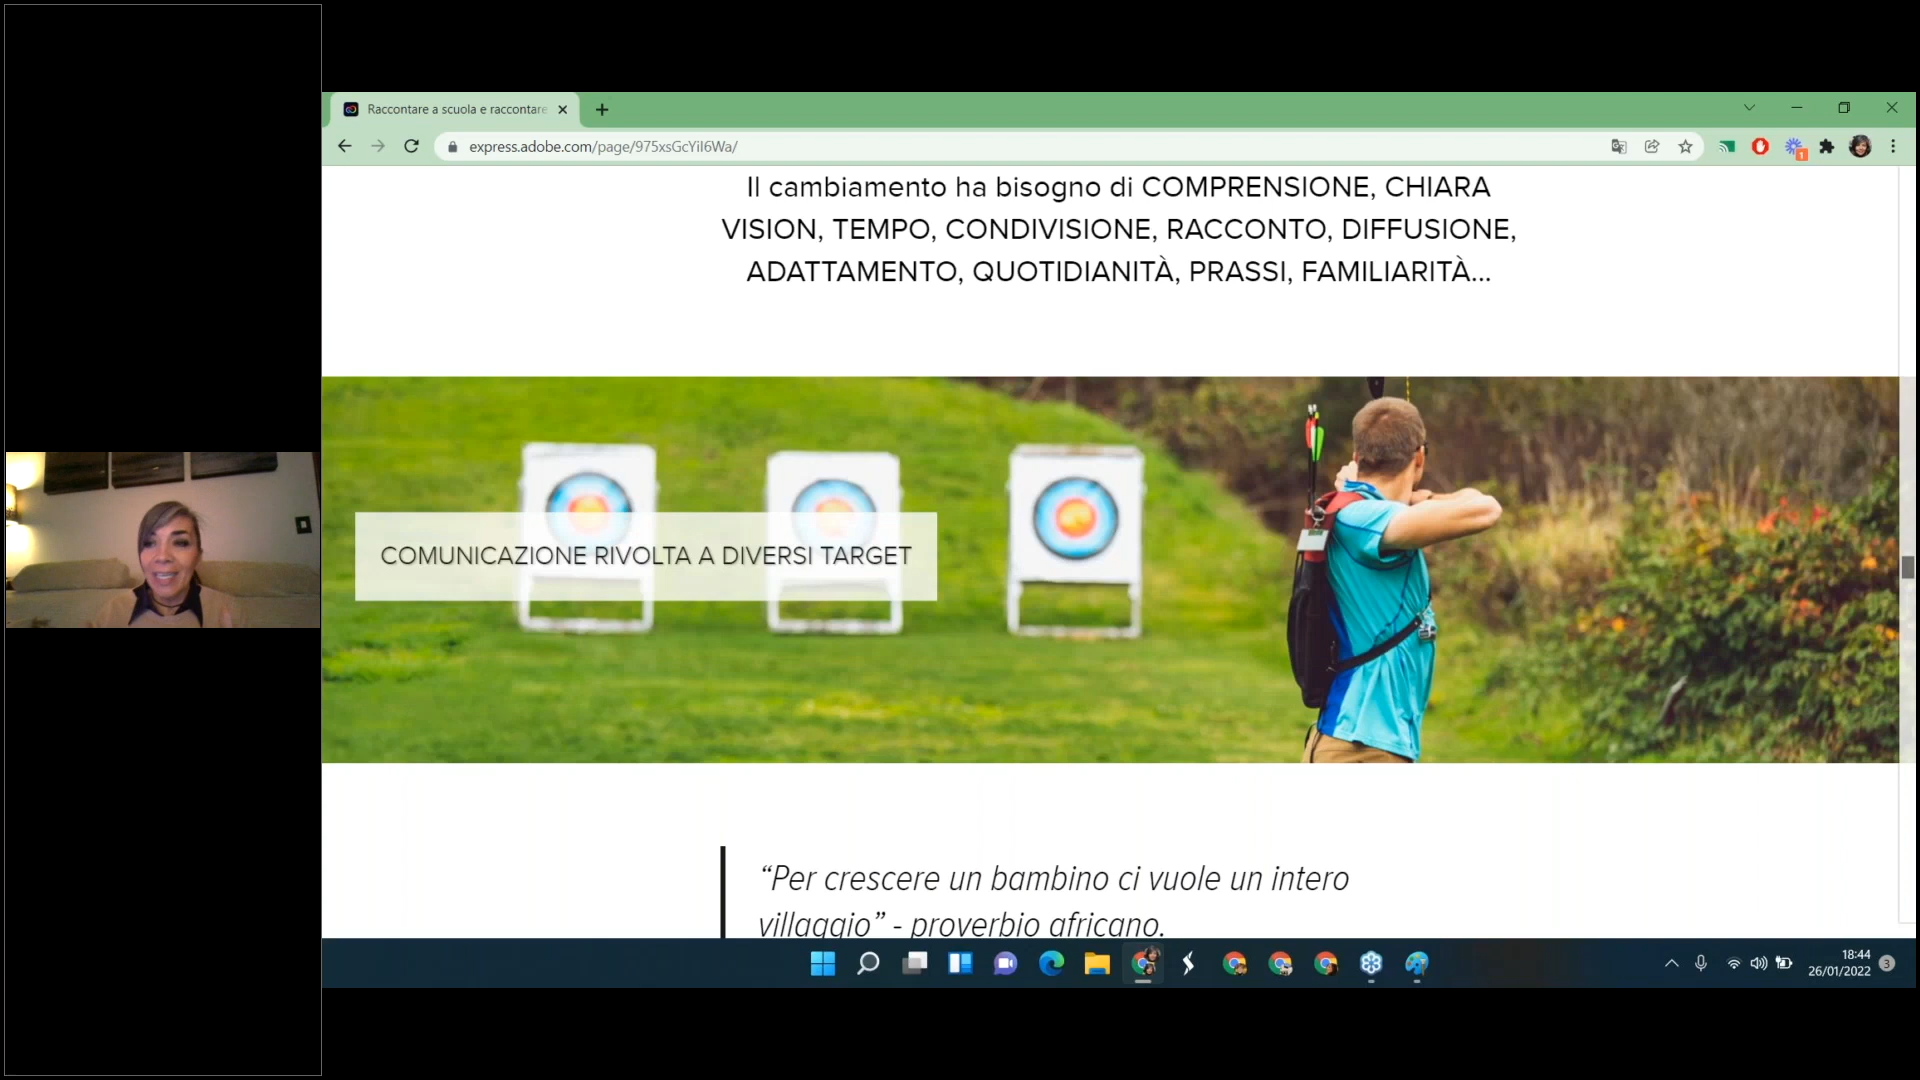 Raccontare a scuola e raccontare
express.adobe.com/page/975xsGcYiI6Wa/
1
Il cambiamento ha bisogno di COMPRENSIONE, CHIARA
VISION, TEMPO, CONDIVISIONE, RACCONTO, DIFFUSIONE,
ADATTAMENTO, QUOTIDIANITÀ, PRASSI, FAMILIARITÀ...
COMUNICAZIONE RIVOLTA A DIVERSI TARGET
“Per crescere un bambino ci vuole un intero
villaggio” - proverbio africano.
18:44
26/01/2022
3